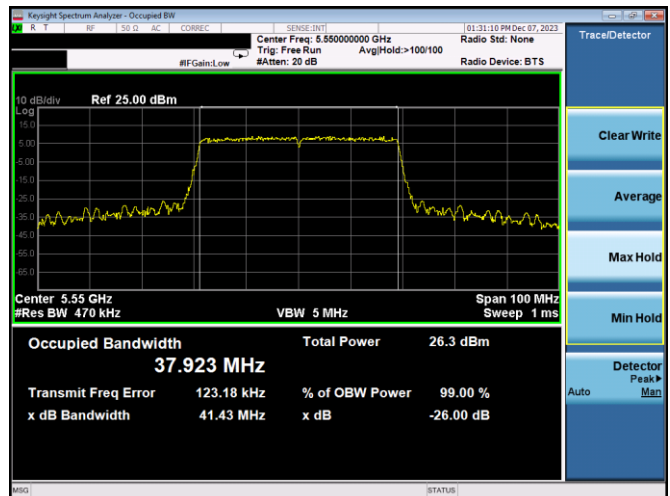 Keysight Spectrum Analyzer - Occupied BW
R T RF 50 Ω AC CORREC SENSE:INT 01:31:10 PM Dec 07, 2023
Center Freq: 5.550000000 GHz Radio Std: None
Trig: Free Run Avg|Hold:>100/100
#IFGain:Low #Atten: 20 dB Radio Device: BTS
Trace/Detector
10 dB/div Ref 25.00 dBm
Log
15.0
5.00
-5.00
-15.0
-25.0
-35.0
-45.0
-55.0
-65.0
Center 5.55 GHz Span 100 MHz
#Res BW 470 kHz VBW 5 MHz Sweep 1 ms
Occupied Bandwidth Total Power 26.3 dBm
37.923 MHz
Transmit Freq Error 123.18 kHz % of OBW Power 99.00 %
x dB Bandwidth 41.43 MHz x dB -26.00 dB
Clear Write
Average
Max Hold
Min Hold
Detector
Peak▶
Auto Man
MSG STATUS